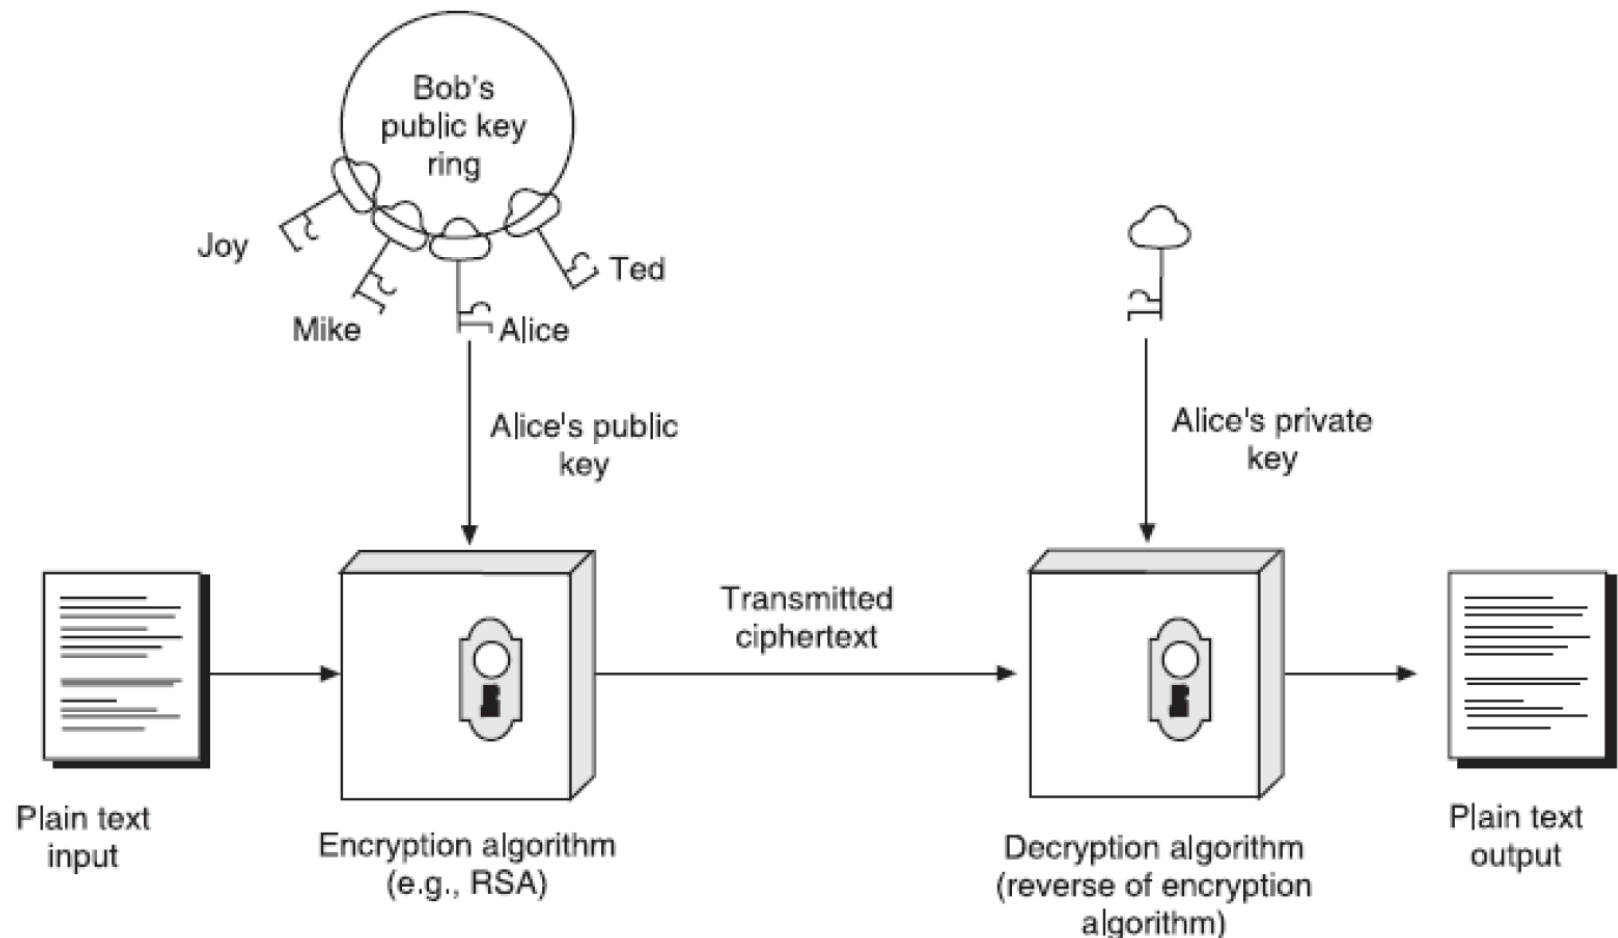 Bob's
public key
ring
Joy
Ted
Mike
Alice
Alice's public
key
Alice's private
key
Transmitted
ciphertext
Plain text
input
Encryption algorithm
(e.g., RSA)
Decryption algorithm
(reverse of encryption
algorithm)
Plain text
output